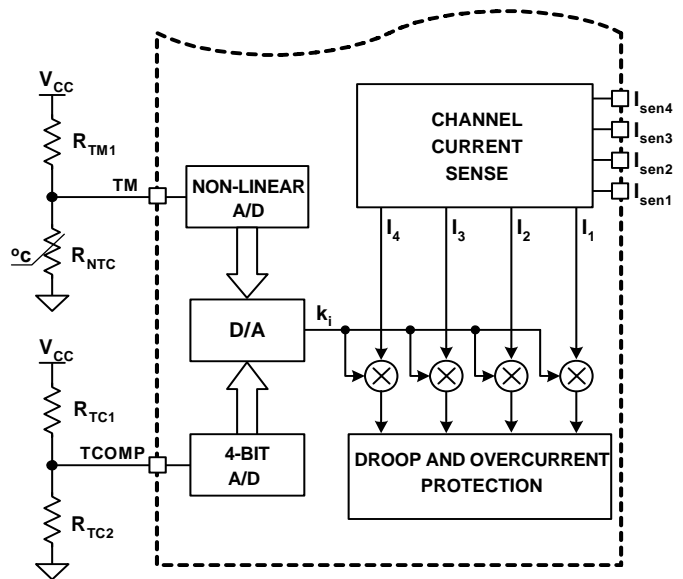 VCC
RTM1
TM
NON-LINEAR
A/D
oc
RNTC
CHANNEL
CURRENT
SENSE
Isen4
Isen3
Isen2
Isen1
I4
I3
I2
I1
D/A
ki
VCC
RTC1
TCOMP
4-BIT
A/D
RTC2
DROOP AND OVERCURRENT
PROTECTION